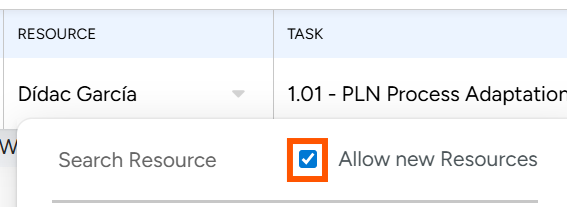 RESOURCE TASK
Dídac García 1.01 - PLN Process Adaptation
W
Search Resource Allow new Resources